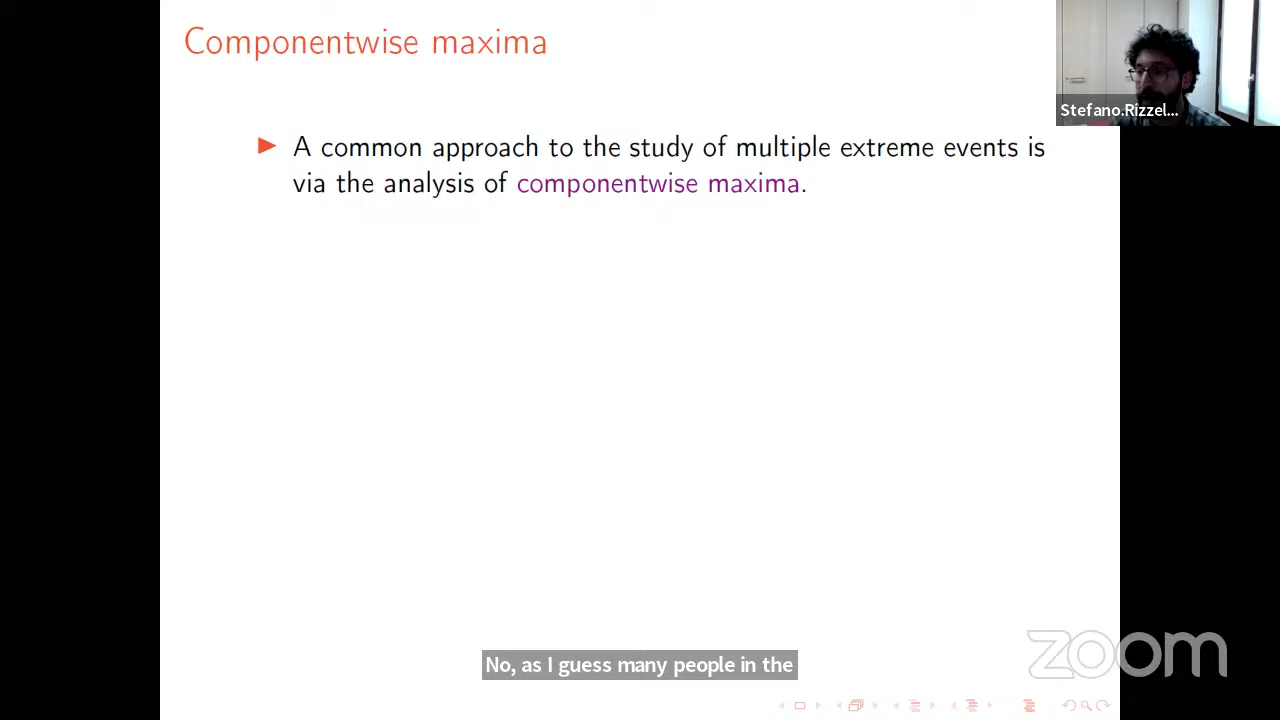 Componentwise maxima
Stefano.Rizzel...
A common approach to the study of multiple extreme events is
via the analysis of componentwise maxima.
No, as I guess many people in the
zoom